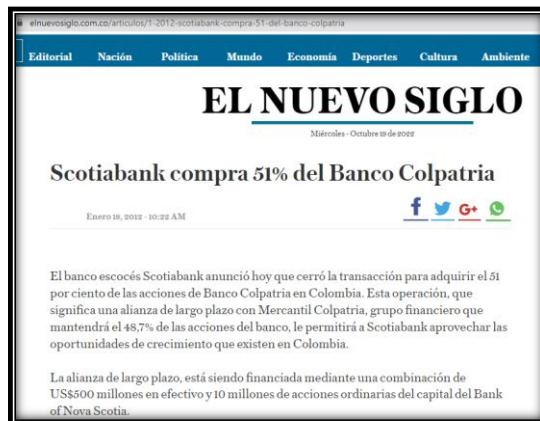 elnuevosiglo.com.co/articulos/1-2012-scotiabank-compra-51-del-banco-colpatria
Editorial Nación Política Mundo Economía Deportes Cultura Ambiente
EL NUEVO SIGLO
Miércoles - Octubre 19 de 2022
Scotiabank compra 51% del Banco Colpatria
Enero 18, 2012 - 10:22 AM
El banco escocés Scotiabank anunció hoy que cerró la transacción para adquirir el 51
por ciento de las acciones de Banco Colpatria en Colombia. Esta operación, que
significa una alianza de largo plazo con Mercantil Colpatria, grupo financiero que
mantendrá el 48,7% de las acciones del banco, le permitirá a Scotiabank aprovechar las
oportunidades de crecimiento que existen en Colombia.
La alianza de largo plazo, está siendo financiada mediante una combinación de
US$500 millones en efectivo y 10 millones de acciones ordinarias del capital del Bank
of Nova Scotia.